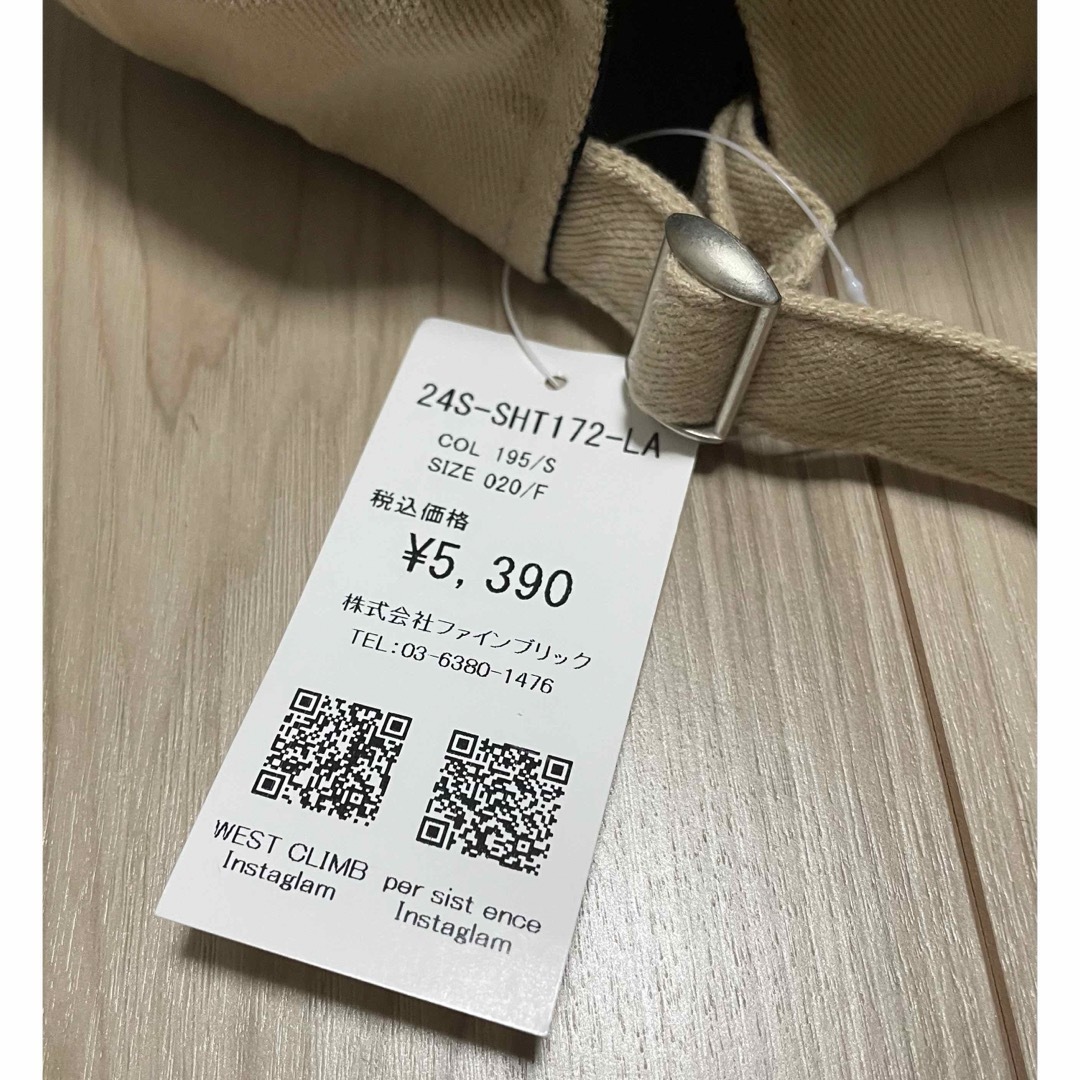 24S-SHT172-LA
COL 195/S
SIZE 020/F
税込価格
¥5,390
株式会社ファインブリック
TEL:03-6380-1476
WEST CLIMB
Instaglam
per sist ence
Instaglam